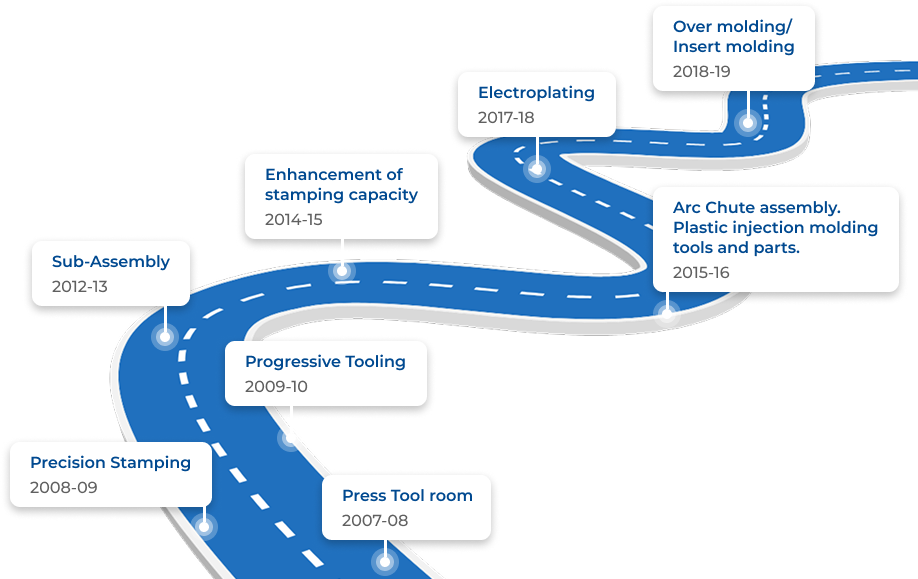 Over molding/
Insert molding
2018-19
Electroplating
2017-18
Enhancement of
stamping capacity
2014-15
Arc Chute assembly.
Plastic injection molding
tools and parts.
2015-16
Sub-Assembly
2012-13
Progressive Tooling
2009-10
Precision Stamping
2008-09
Press Tool room
2007-08